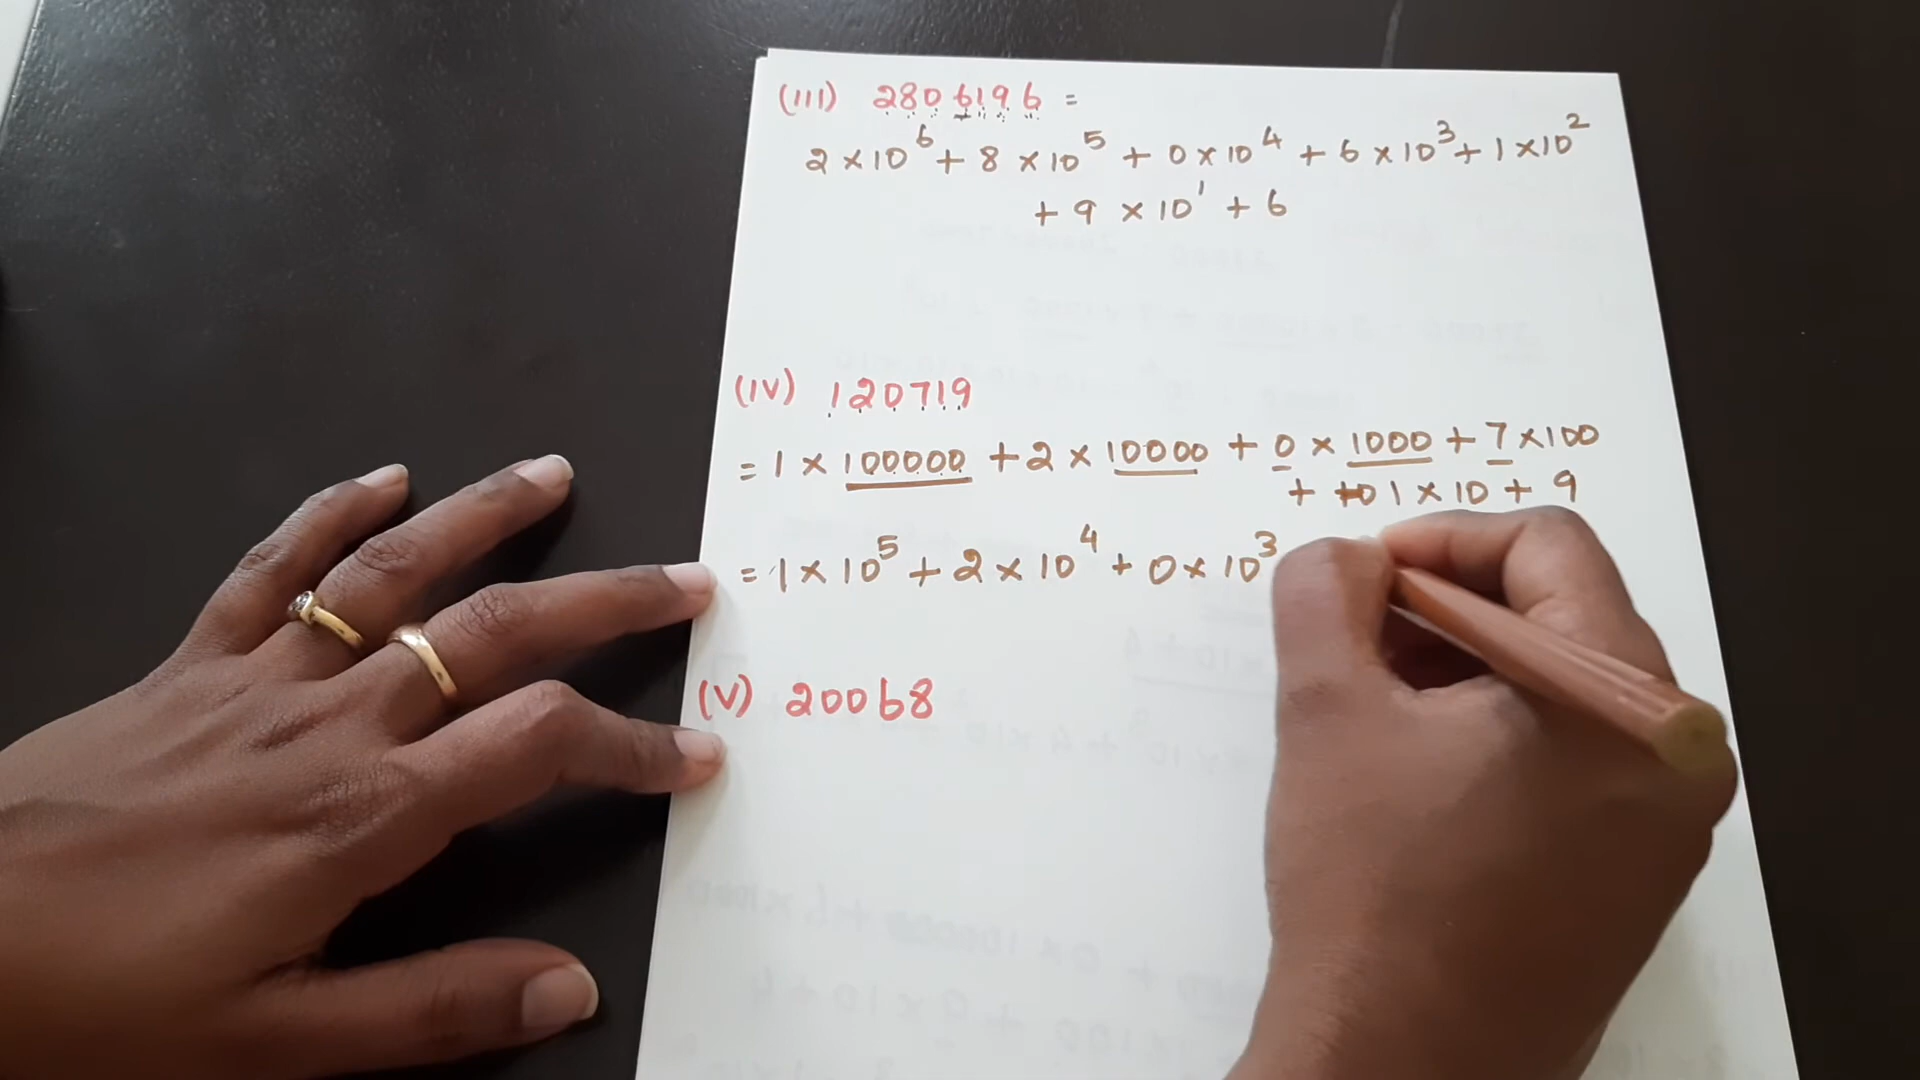 (III) 2806196 =
2 × 10⁶ + 8 × 10⁵ + 0 × 10⁴ + 6 × 10³ + 1 × 10²
+ 9 × 10¹ + 6
(IV) 120719
= 1 × 100000 + 2 × 10000 + 0 × 1000 + 7 × 100
+ 1 × 10 + 9
= 1 × 10⁵ + 2 × 10⁴ + 0 × 10³
(V) 20068